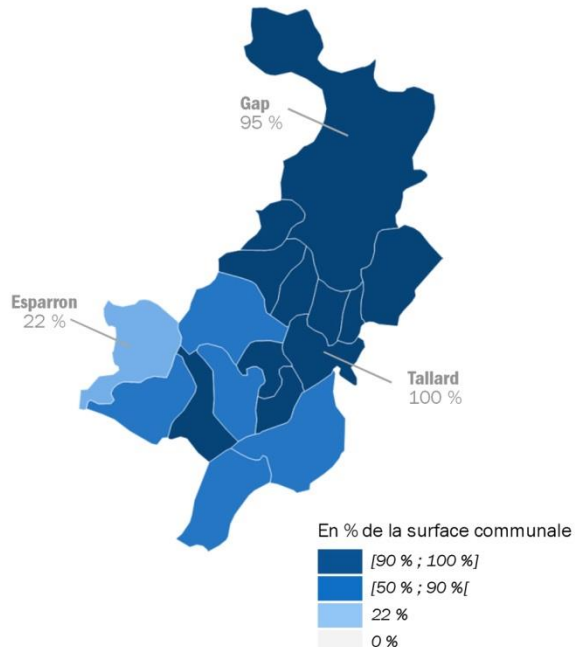 Gap
95 %
Esparron
22 %
Tallard
100 %
En % de la surface communale
[90 % ; 100 %]
[50 % ; 90 %[
22 %
0 %